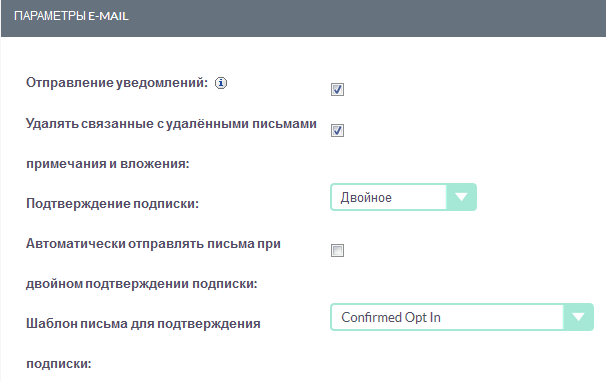 ПАРАМЕТРЫ E-MAIL
Отправление уведомлений:
Удалять связанные с удалёнными письмами
примечания и вложения:
Подтверждение подписки:
Двойное
Автоматически отправлять письма при
двойном подтверждении подписки:
Шаблон письма для подтверждения
подписки:
Confirmed Opt In